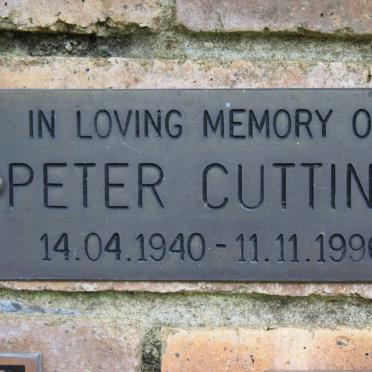 IN LOVING MEMORY O
PETER CUTTIN
14.04.1940 - 11.11.199